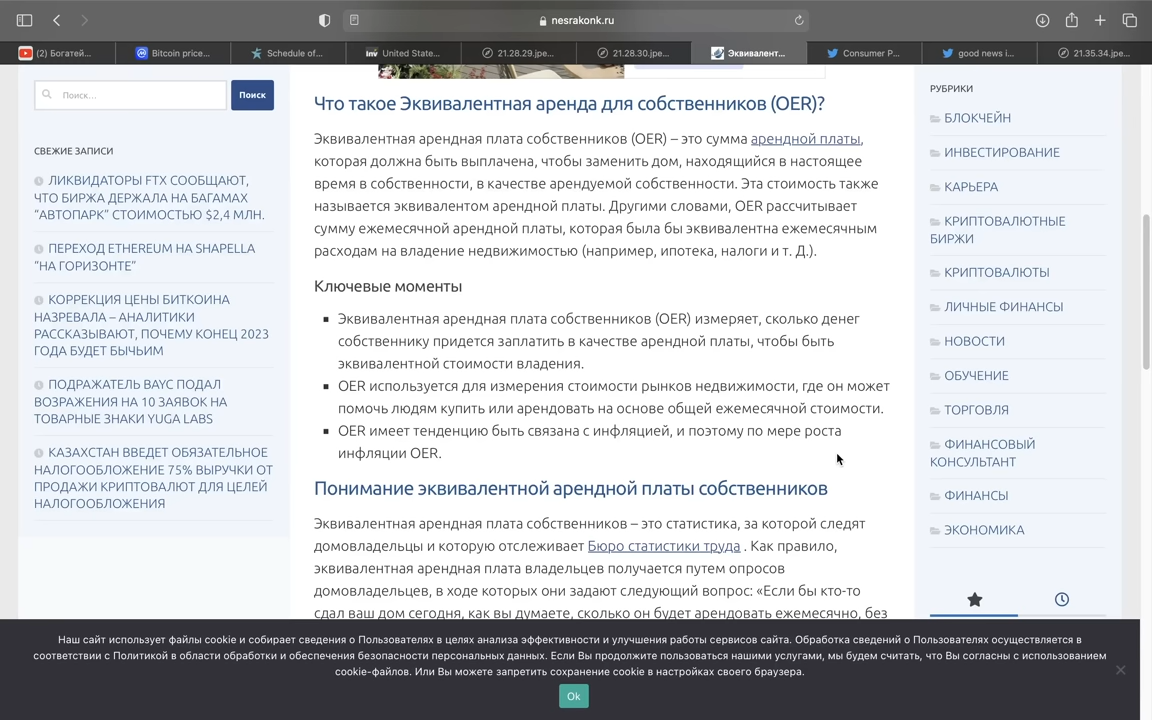 nesrakonk.ru
(2) Богатей...
Bitcoin price...
Schedule of...
inv United State...
21.28.29.jpe...
21.28.30.jpe...
Эквивалент...
Consumer P...
good news i...
21.35.34.jpe...
Поиск...
Поиск
СВЕЖИЕ ЗАПИСИ
ЛИКВИДАТОРЫ FTX СООБЩАЮТ,
ЧТО БИРЖА ДЕРЖАЛА НА БАГАМАХ
“АВТОПАРК” СТОИМОСТЬЮ $2,4 МЛН.
ПЕРЕХОД ETHEREUM НА SHAPELLA
“НА ГОРИЗОНТЕ”
КОРРЕКЦИЯ ЦЕНЫ БИТКОИНА
НАЗРЕВАЛА – АНАЛИТИКИ
РАССКАЗЫВАЮТ, ПОЧЕМУ КОНЕЦ 2023
ГОДА БУДЕТ БЫЧЬИМ
ПОДРАЖАТЕЛЬ BAYC ПОДАЛ
ВОЗРАЖЕНИЯ НА 10 ЗАЯВОК НА
ТОВАРНЫЕ ЗНАКИ YUGA LABS
КАЗАХСТАН ВВЕДЕТ ОБЯЗАТЕЛЬНОЕ
НАЛОГООБЛОЖЕНИЕ 75% ВЫРУЧКИ ОТ
ПРОДАЖИ КРИПТОВАЛЮТ ДЛЯ ЦЕЛЕЙ
НАЛОГООБЛОЖЕНИЯ
Что такое Эквивалентная аренда для собственников (OER)?
Эквивалентная арендная плата собственников (OER) – это сумма арендной платы,
которая должна быть выплачена, чтобы заменить дом, находящийся в настоящее
время в собственности, в качестве арендуемой собственности. Эта стоимость также
называется эквивалентом арендной платы. Другими словами, OER рассчитывает
сумму ежемесячной арендной платы, которая была бы эквивалентна ежемесячным
расходам на владение недвижимостью (например, ипотека, налоги и т. Д.).
Ключевые моменты
Эквивалентная арендная плата собственников (OER) измеряет, сколько денег
собственнику придется заплатить в качестве арендной платы, чтобы быть
эквивалентной стоимости владения.
OER используется для измерения стоимости рынков недвижимости, где он может
помочь людям купить или арендовать на основе общей ежемесячной стоимости.
OER имеет тенденцию быть связана с инфляцией, и поэтому по мере роста
инфляции OER.
Понимание эквивалентной арендной платы собственников
Эквивалентная арендная плата собственников – это статистика, за которой следят
домовладельцы и которую отслеживает Бюро статистики труда . Как правило,
эквивалентная арендная плата владельцев получается путем опросов
домовладельцев, в ходе которых они задают следующий вопрос: «Если бы кто-то
сдал ваш дом сегодня, как вы думаете, сколько он будет арендовать ежемесячно, без
РУБРИКИ
БЛОКЧЕЙН
ИНВЕСТИРОВАНИЕ
КАРЬЕРА
КРИПТОВАЛЮТНЫЕ
БИРЖИ
КРИПТОВАЛЮТЫ
ЛИЧНЫЕ ФИНАНСЫ
НОВОСТИ
ОБУЧЕНИЕ
ТОРГОВЛЯ
ФИНАНСОВЫЙ
КОНСУЛЬТАНТ
ФИНАНСЫ
ЭКОНОМИКА
Наш сайт использует файлы cookie и собирает сведения о Пользователях в целях анализа эффективности и улучшения работы сервисов сайта. Обработка сведений о Пользователях осуществляется в
соответствии с Политикой в области обработки и обеспечения безопасности персональных данных. Если Вы продолжите пользоваться нашими услугами, мы будем считать, что Вы согласны с использованием
cookie-файлов. Или Вы можете запретить сохранение cookie в настройках своего браузера.
Ok